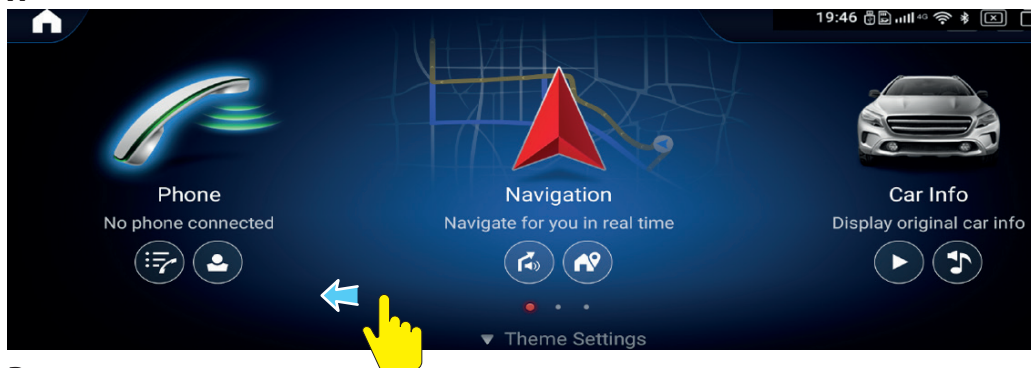 19:46 4G
Phone
No phone connected
Navigation
Navigate for you in real time
Car Info
Display original car info
Theme Settings